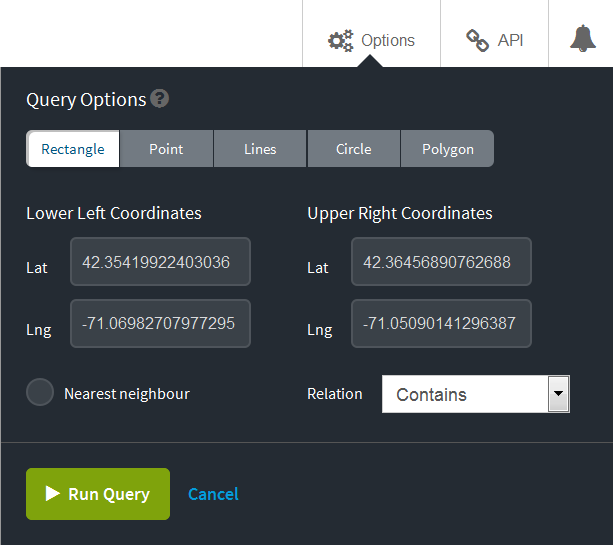 Options API
Query Options ?
Rectangle Point Lines Circle Polygon
Lower Left Coordinates Upper Right Coordinates
Lat 42.35419922403036 Lat 42.36456890762688
Lng -71.06982707977295 Lng -71.05090141296387
Nearest neighbour Relation Contains
Run Query Cancel